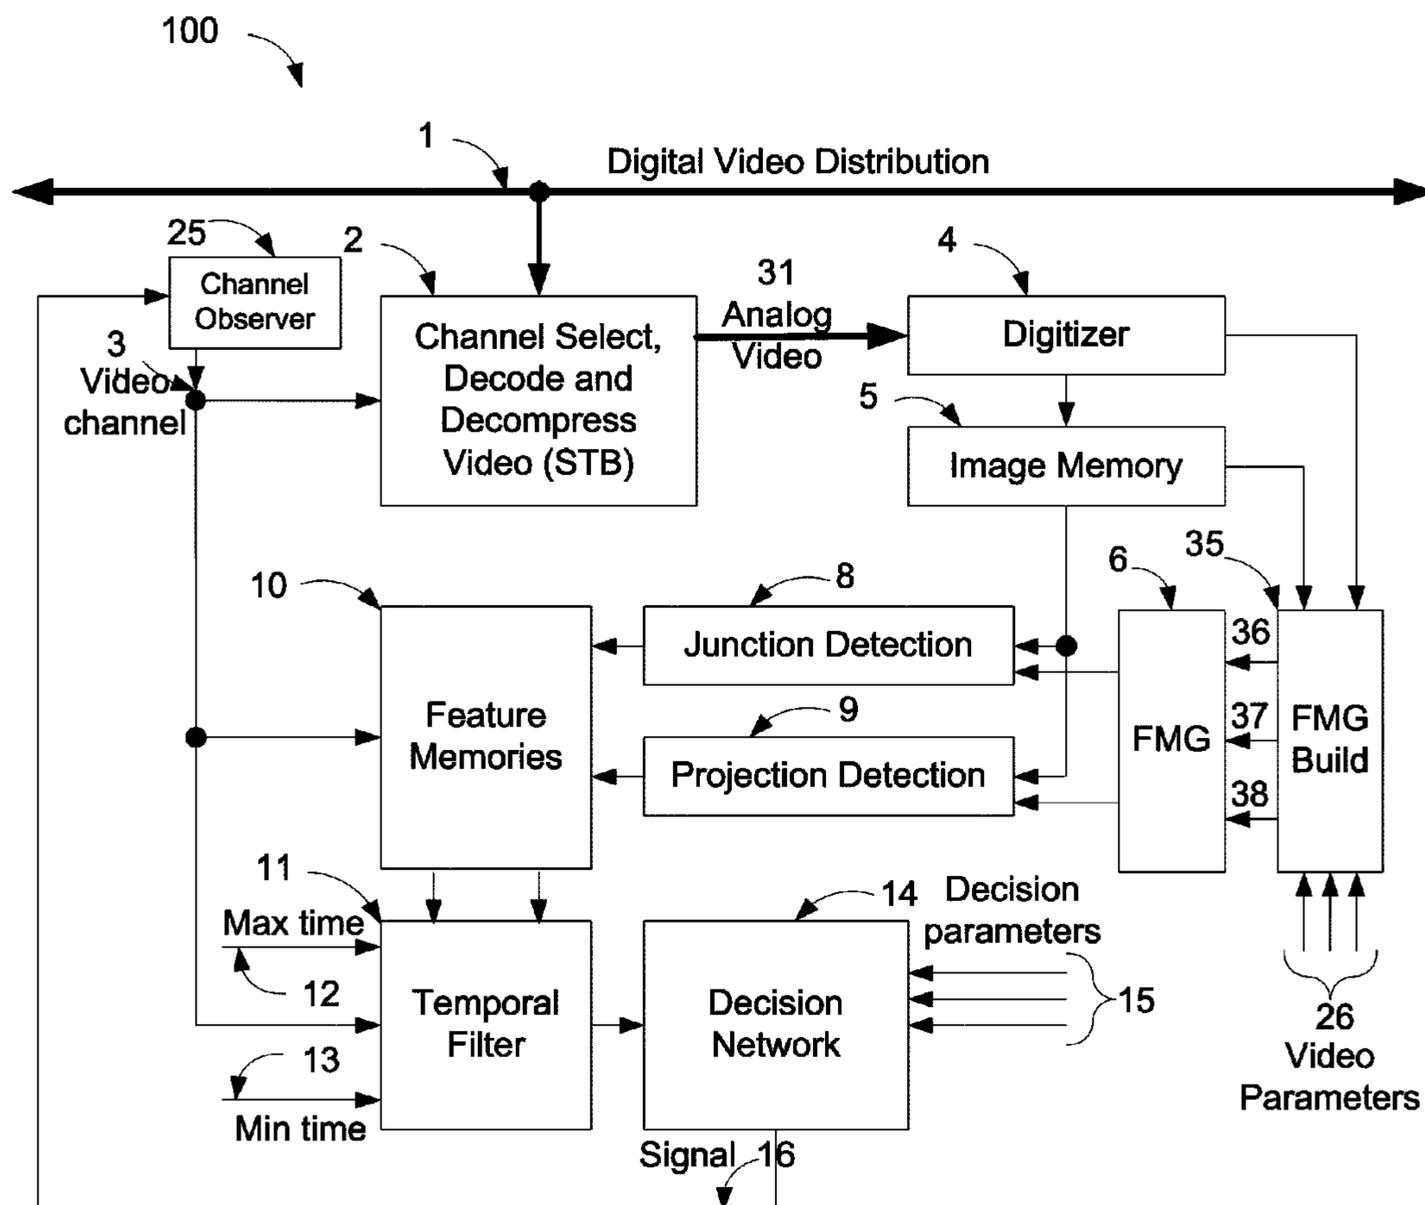 100
1
Digital Video Distribution
25
2
4
31
Channel
Observer
Analog
Video
Channel Select,
Decode and
Decompress
Video (STB)
Digitizer
3
Video
channel
5
Image Memory
10
8
6
35
Junction Detection
36
Feature
Memories
9
Projection Detection
FMG
37
38
FMG
Build
11
14
Decision
parameters
Max time
12
15
Temporal
Filter
Decision
Network
13
26
Video
Parameters
Min time
Signal
16